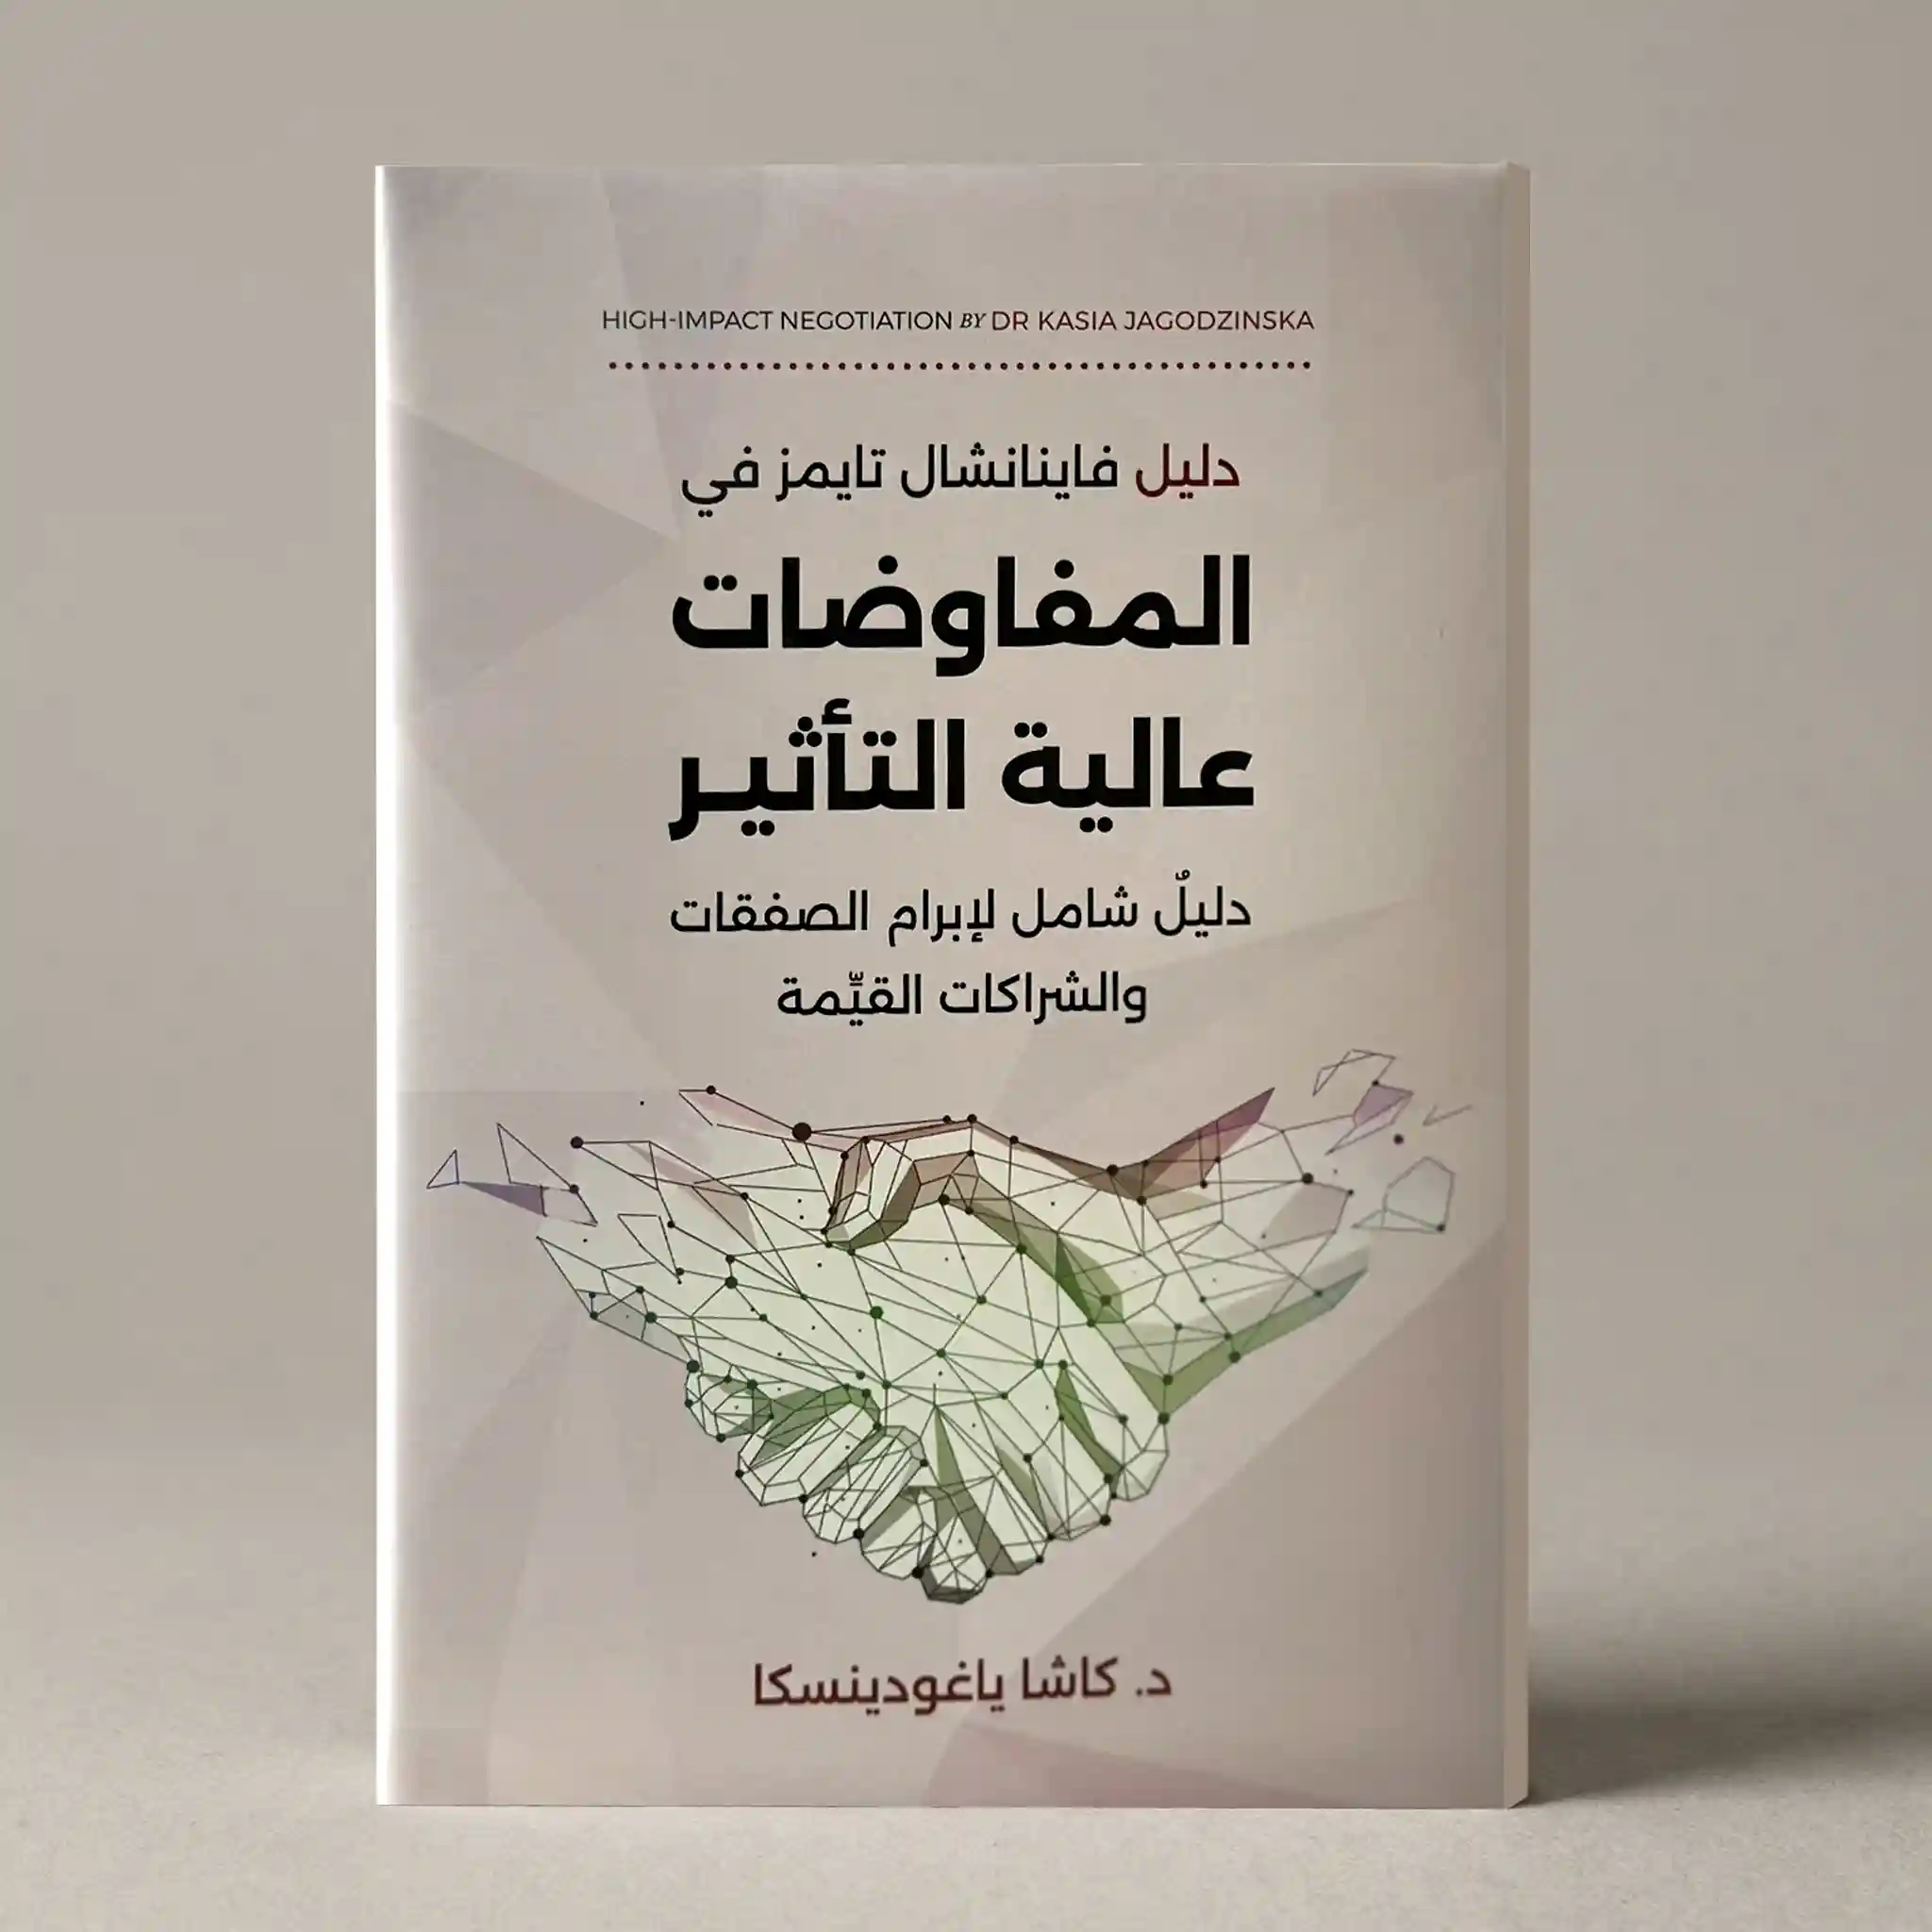 HIGH-IMPACT NEGOTIATION BY DR KASIA JAGODZINSKA
دليل فاينانشال تايمز في
المفاوضات
عالية التأثير
دليلٌ شامل لإبرام الصفقات
والشراكات القيِّمة
د. كاشا ياغودينسكا